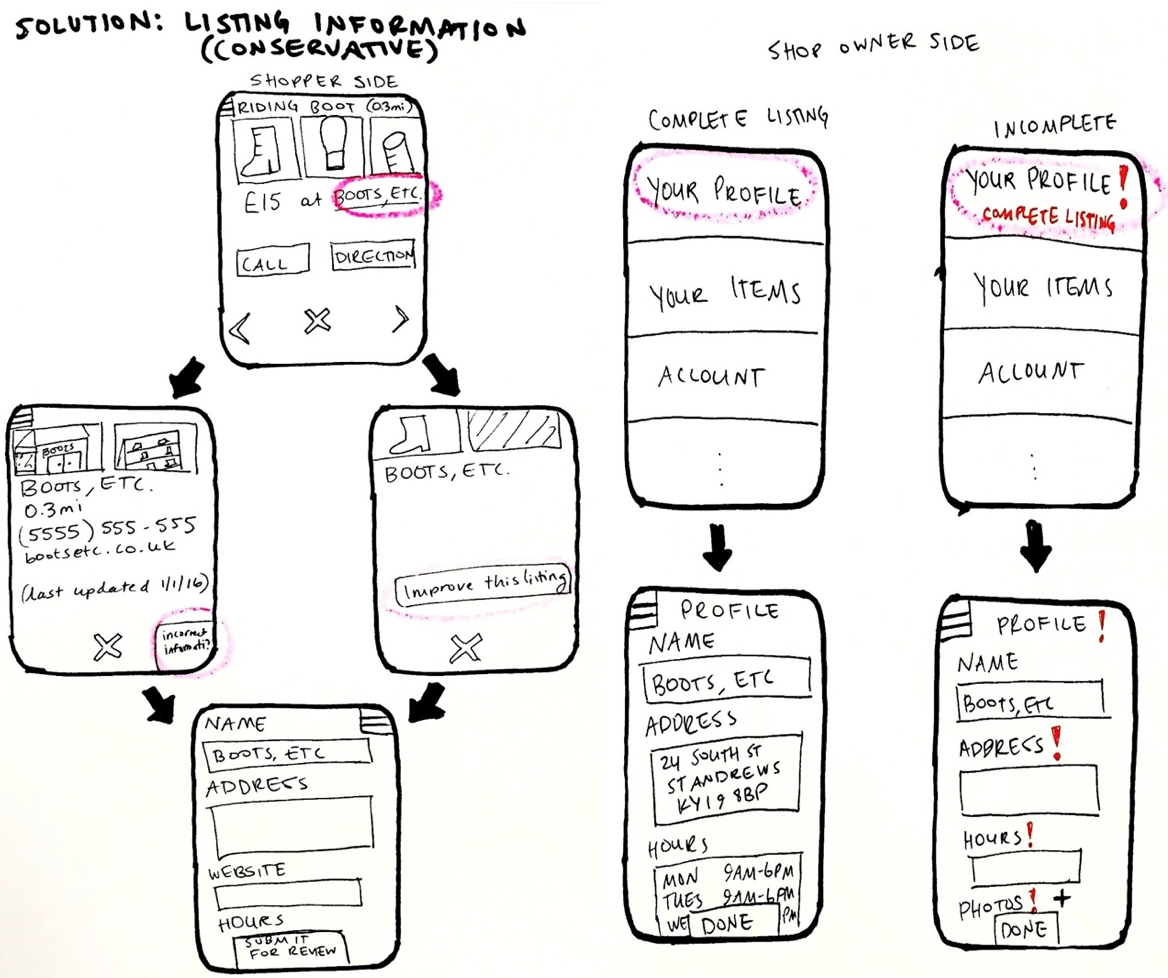 SOLUTION: LISTING INFORMATION
(CONSERVATIVE)
SHOPPER SIDE
RIDING BOOT (0.3mi)
£15 at BOOTS, ETC.
CALL
DIRECTION
BOOTS
BOOTS, ETC.
0.3mi
(5555) 555-555
bootsetc.co.uk
(last updated 1/1/16)
incorrect
informati?
BOOTS, ETC.
Improve this listing
NAME
BOOTS, ETC
ADDRESS
WEBSITE
HOURS
SUBMIT
FOR REVIEW
SHOP OWNER SIDE
COMPLETE LISTING
YOUR PROFILE
YOUR ITEMS
ACCOUNT
PROFILE
NAME
BOOTS, ETC
ADDRESS
24 SOUTH ST
ST ANDREWS
KY19 8BP
HOURS
MON 9AM-6PM
TUES 9AM-6PM
WE PM
DONE
INCOMPLETE
YOUR PROFILE!
COMPLETE LISTING
YOUR ITEMS
ACCOUNT
PROFILE!
NAME
BOOTS, ETC
ADDRESS!
HOURS!
PHOTOS! +
DONE